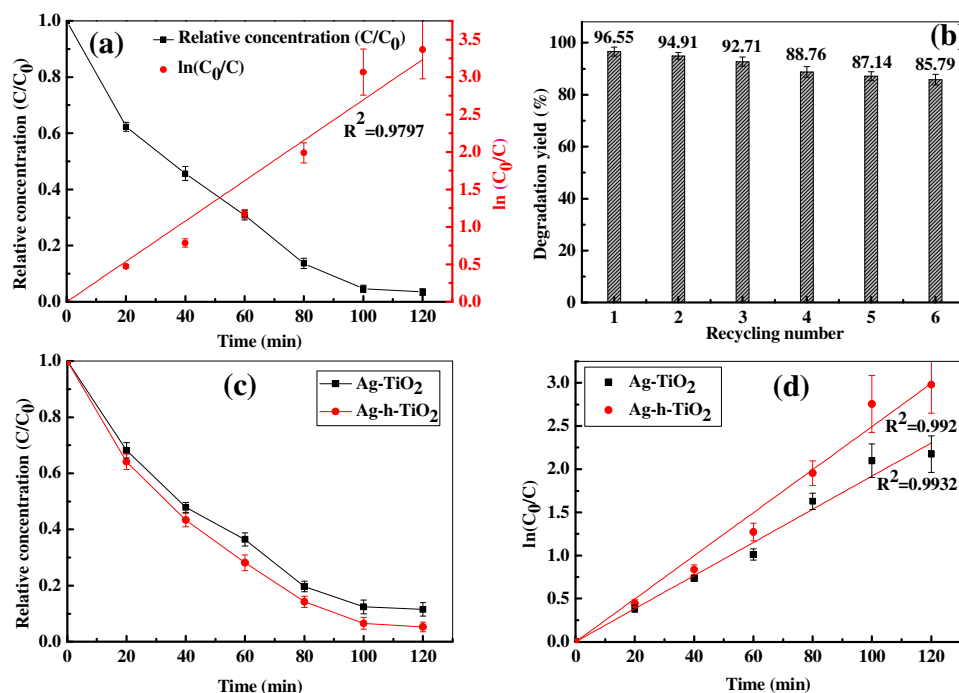 (a)
Relative concentration (C/C₀)
ln(C₀/C)
R²=0.9797
Relative concentration (C/C₀)
1.0
0.8
0.6
0.4
0.2
0.0
3.5
3.0
2.5
2.0
1.5
1.0
0.5
0.0
ln (C₀/C)
0 20 40 60 80 100 120
Time (min)
(b)
96.55 94.91 92.71 88.76 87.14 85.79
Degradation yield (%)
100
80
60
40
20
0
1 2 3 4 5 6
Recycling number
(c)
Ag-TiO₂
Ag-h-TiO₂
Relative concentration (C/C₀)
1.0
0.8
0.6
0.4
0.2
0.0
0 20 40 60 80 100 120
Time (min)
(d)
Ag-TiO₂
Ag-h-TiO₂
R²=0.992
R²=0.9932
ln(C₀/C)
3.0
2.5
2.0
1.5
1.0
0.5
0.0
0 20 40 60 80 100 120
Time (min)